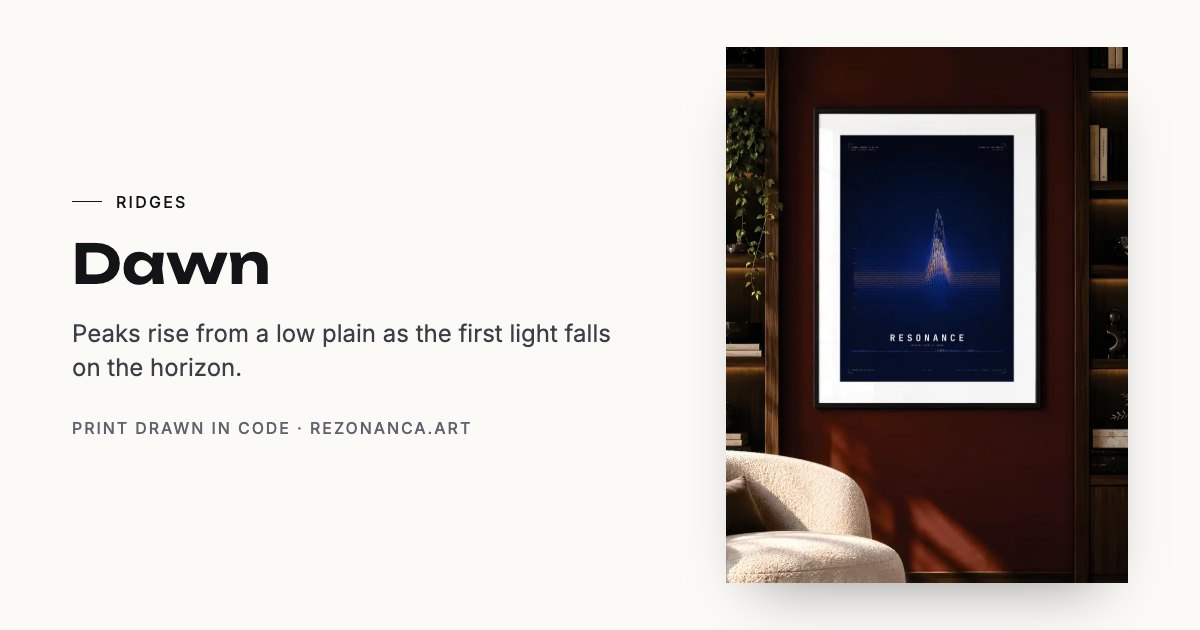 RIDGES
Dawn
Peaks rise from a low plain as the first light falls
on the horizon.
PRINT DRAWN IN CODE · REZONANCA.ART
RESONANCE